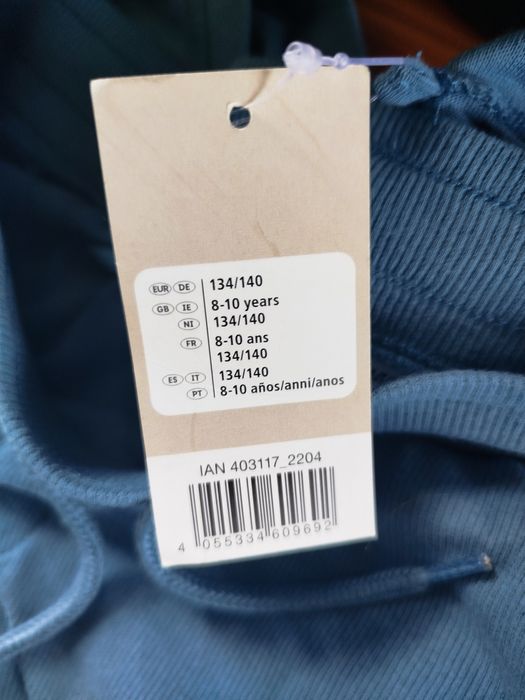 EUR DE 134/140
GB IE 8-10 years
NI 134/140
FR 8-10 ans
134/140
ES IT 134/140
PT 8-10 años/anni/anos
IAN 403117_2204
4 055334 609692